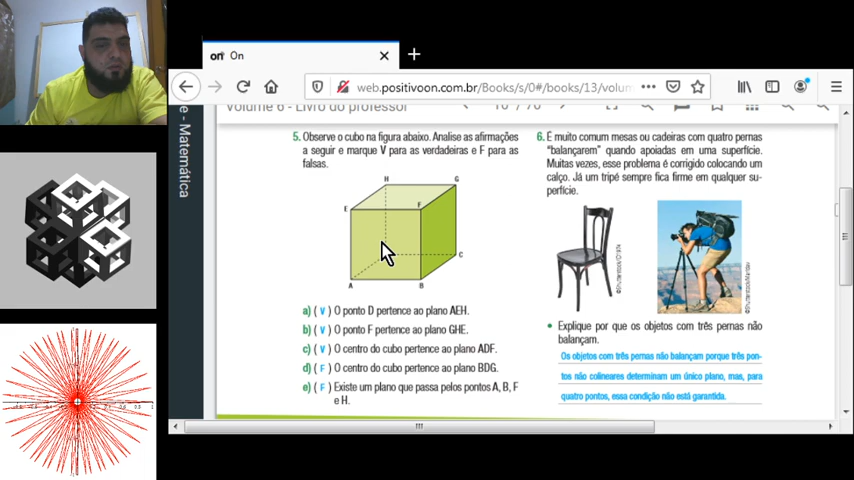 On
On
web.positivoon.com.br/Books/s/0#/books/13/volum
Volume 6 - Livro do professor
e - Matemática
5. Observe o cubo na figura abaixo. Analise as afirmações
a seguir e marque V para as verdadeiras e F para as
falsas.
H
G
E
F
C
A
B
a) ( V ) O ponto D pertence ao plano AEH.
b) ( V ) O ponto F pertence ao plano GHE.
c) ( V ) O centro do cubo pertence ao plano ADF.
d) ( F ) O centro do cubo pertence ao plano BDG.
e) ( F ) Existe um plano que passa pelos pontos A, B, F
e H.
6. É muito comum mesas ou cadeiras com quatro pernas
"balançarem" quando apoiadas em uma superfície.
Muitas vezes, esse problema é corrigido colocando um
calço. Já um tripé sempre fica firme em qualquer su-
perfície.
• Explique por que os objetos com três pernas não
balançam.
Os objetos com três pernas não balançam porque três pon-
tos não colineares determinam um único plano, mas, para
quatro pontos, essa condição não está garantida.